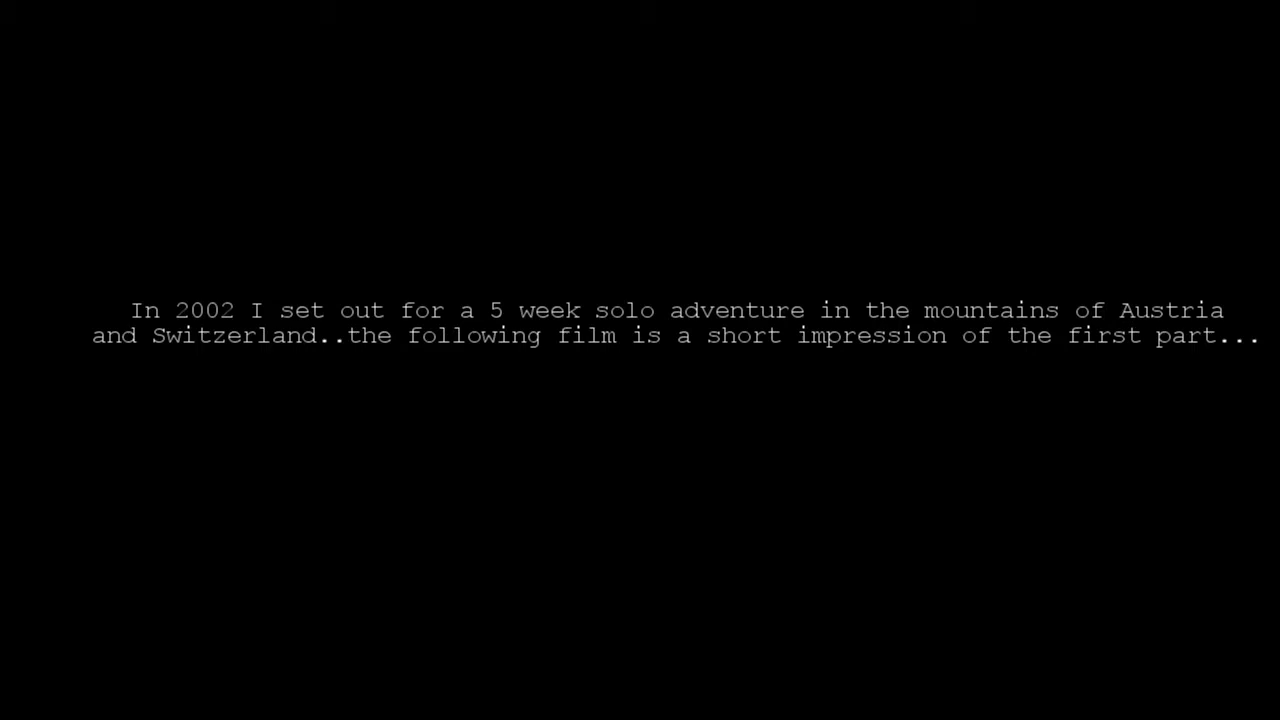 In 2002 I set out for a 5 week solo adventure in the mountains of Austria
and Switzerland..the following film is a short impression of the first part...